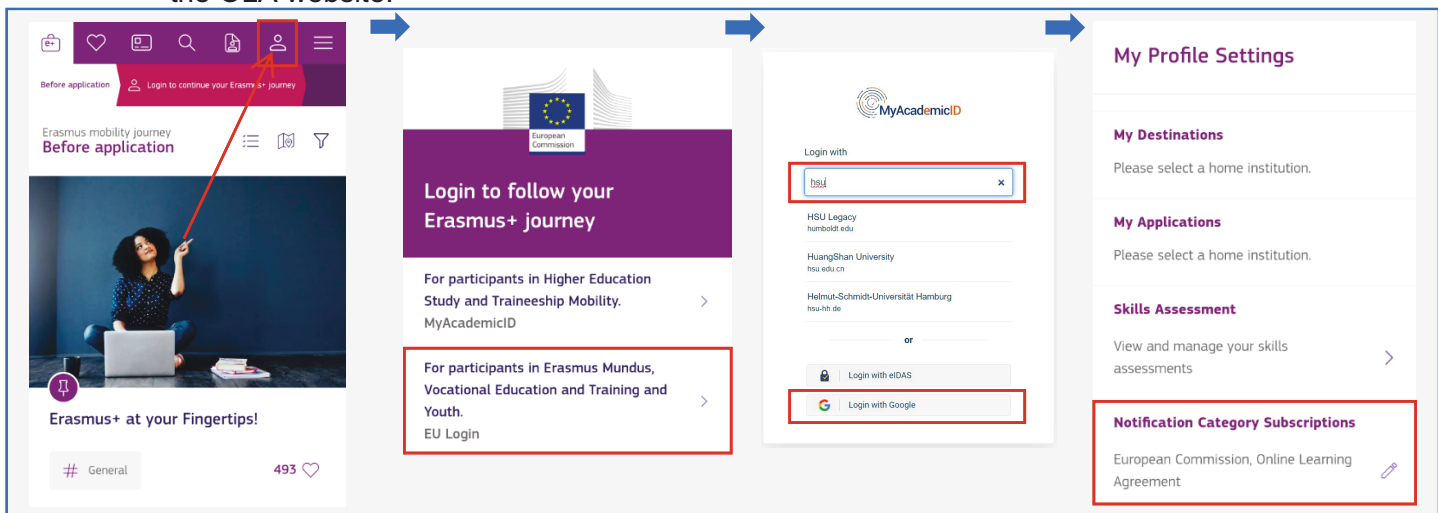 the OLA website.
e+
Before application
Login to continue your Erasmus+ journey
Erasmus mobility journey
Before application
Erasmus+ at your Fingertips!
# General
493
European
Commission
Login to follow your
Erasmus+ journey
For participants in Higher Education
Study and Traineeship Mobility.
MyAcademicID
For participants in Erasmus Mundus,
Vocational Education and Training and
Youth.
EU Login
MyAcademicID
Login with
hsu
HSU Legacy
humboldt.edu
HuangShan University
hsu.edu.cn
Helmut-Schmidt-Universität Hamburg
hsu-hh.de
or
Login with eIDAS
Login with Google
My Profile Settings
My Destinations
Please select a home institution.
My Applications
Please select a home institution.
Skills Assessment
View and manage your skills
assessments
Notification Category Subscriptions
European Commission, Online Learning
Agreement